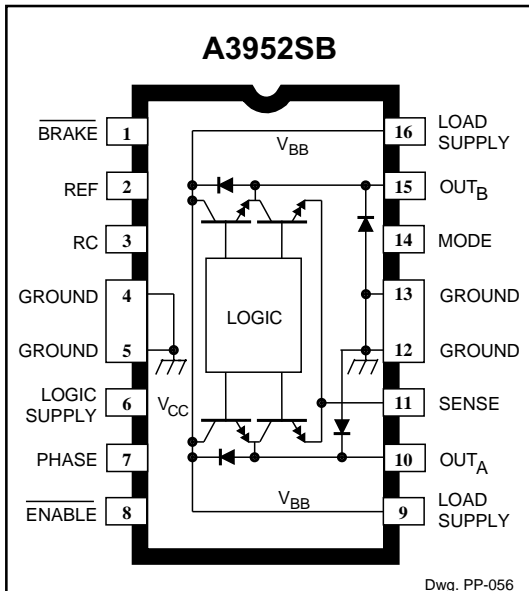 A3952SB
BRAKE 1
REF 2
RC 3
GROUND 4
GROUND 5
LOGIC
SUPPLY 6
PHASE 7
ENABLE 8
V_BB
LOGIC
V_CC
V_BB
16 LOAD
SUPPLY
15 OUT_B
14 MODE
13 GROUND
12 GROUND
11 SENSE
10 OUT_A
9 LOAD
SUPPLY
Dwg. PP-056